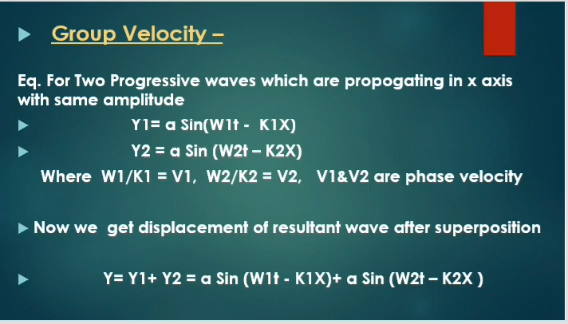 Group Velocity –
Eq. For Two Progressive waves which are propogating in x axis
with same amplitude
Y1= a Sin(W1t - K1X)
Y2 = a Sin (W2t – K2X)
Where W1/K1 = V1, W2/K2 = V2, V1&V2 are phase velocity
Now we get displacement of resultant wave after superposition
Y= Y1+ Y2 = a Sin (W1t - K1X)+ a Sin (W2t – K2X )